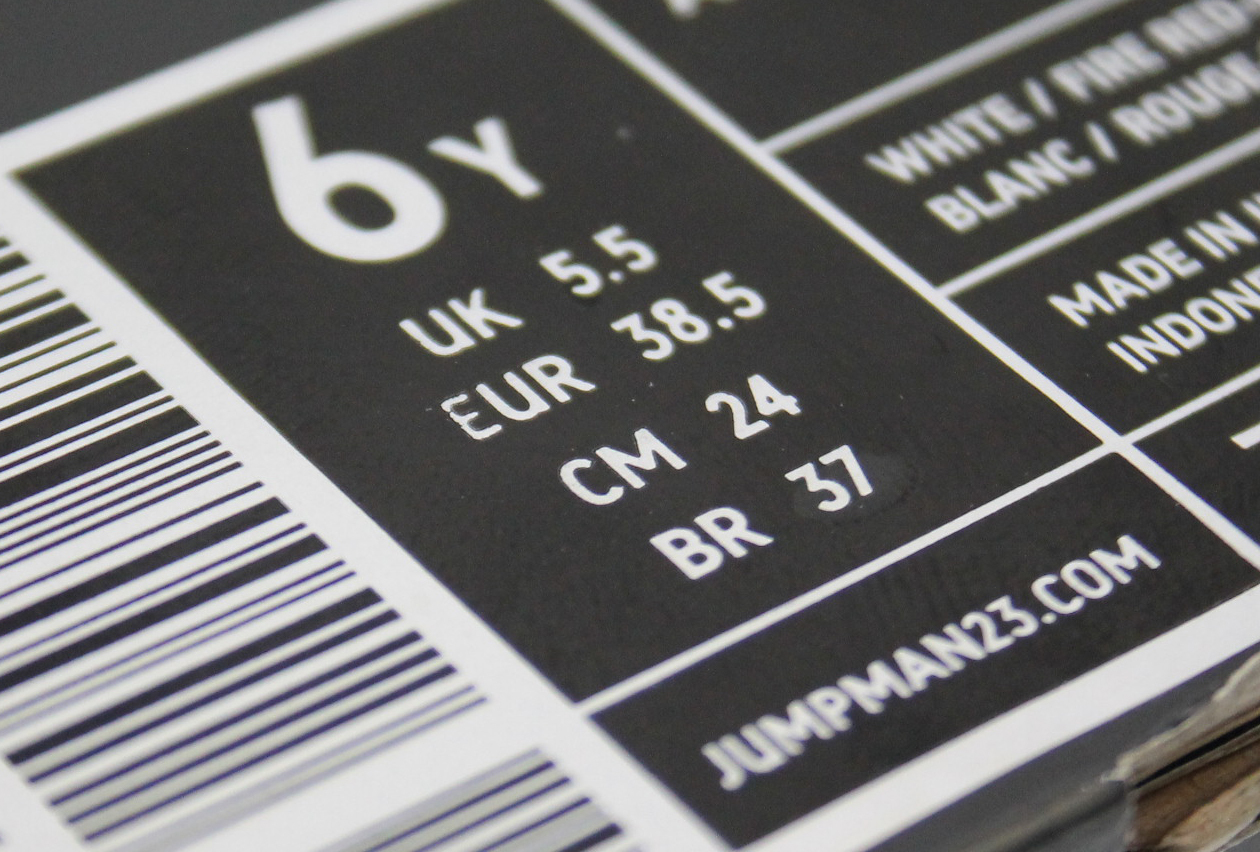 6Y
UK 5.5
EUR 38.5
CM 24
BR 37
WHITE / FIRE RED-
BLANC / ROUGE
MADE IN
JUMPMAN23.COM